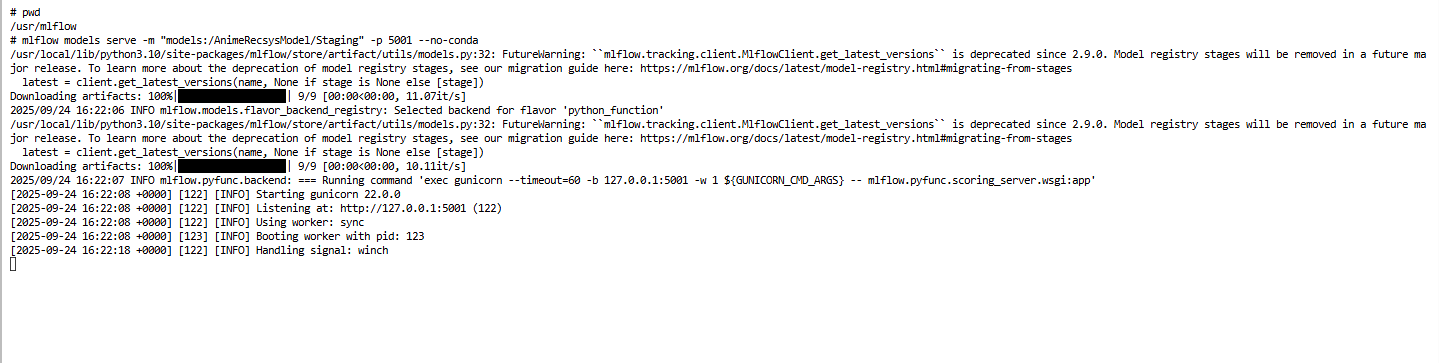 # pwd
/usr/mlflow
# mlflow models serve -m "models:/AnimeRecsysModel/Staging" -p 5001 --no-conda
/usr/local/lib/python3.10/site-packages/mlflow/store/artifact/utils/models.py:32: FutureWarning: ``mlflow.tracking.client.MlflowClient.get_latest_versions`` is deprecated since 2.9.0. Model registry stages will be removed in a future ma
jor release. To learn more about the deprecation of model registry stages, see our migration guide here: https://mlflow.org/docs/latest/model-registry.html#migrating-from-stages
  latest = client.get_latest_versions(name, None if stage is None else [stage])
Downloading artifacts: 100%|██████████| 9/9 [00:00<00:00, 11.07it/s]
2025/09/24 16:22:06 INFO mlflow.models.flavor_backend_registry: Selected backend for flavor 'python_function'
/usr/local/lib/python3.10/site-packages/mlflow/store/artifact/utils/models.py:32: FutureWarning: ``mlflow.tracking.client.MlflowClient.get_latest_versions`` is deprecated since 2.9.0. Model registry stages will be removed in a future ma
jor release. To learn more about the deprecation of model registry stages, see our migration guide here: https://mlflow.org/docs/latest/model-registry.html#migrating-from-stages
  latest = client.get_latest_versions(name, None if stage is None else [stage])
Downloading artifacts: 100%|██████████| 9/9 [00:00<00:00, 10.11it/s]
2025/09/24 16:22:07 INFO mlflow.pyfunc.backend: === Running command 'exec gunicorn --timeout=60 -b 127.0.0.1:5001 -w 1 ${GUNICORN_CMD_ARGS} -- mlflow.pyfunc.scoring_server.wsgi:app'
[2025-09-24 16:22:08 +0000] [122] [INFO] Starting gunicorn 22.0.0
[2025-09-24 16:22:08 +0000] [122] [INFO] Listening at: http://127.0.0.1:5001 (122)
[2025-09-24 16:22:08 +0000] [122] [INFO] Using worker: sync
[2025-09-24 16:22:08 +0000] [123] [INFO] Booting worker with pid: 123
[2025-09-24 16:22:18 +0000] [122] [INFO] Handling signal: winch